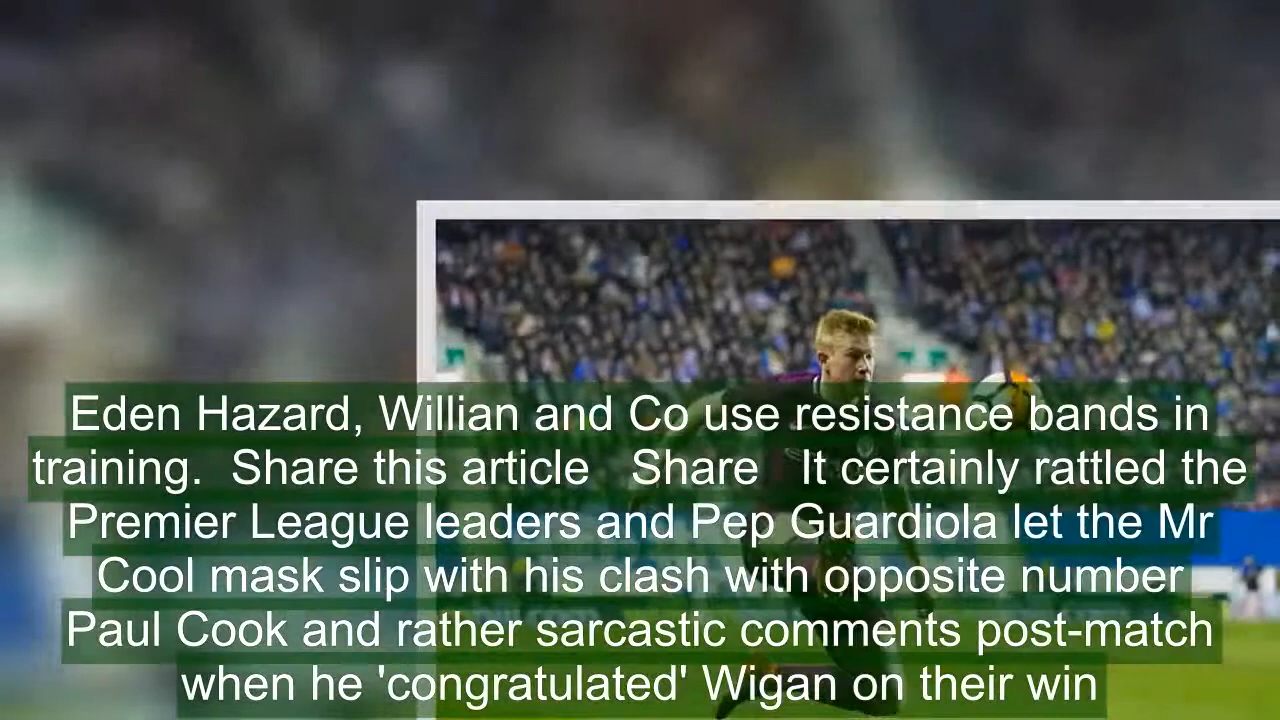 Eden Hazard, Willian and Co use resistance bands in
training.  Share this article   Share   It certainly rattled the
Premier League leaders and Pep Guardiola let the Mr
Cool mask slip with his clash with opposite number
Paul Cook and rather sarcastic comments post-match
when he 'congratulated' Wigan on their win